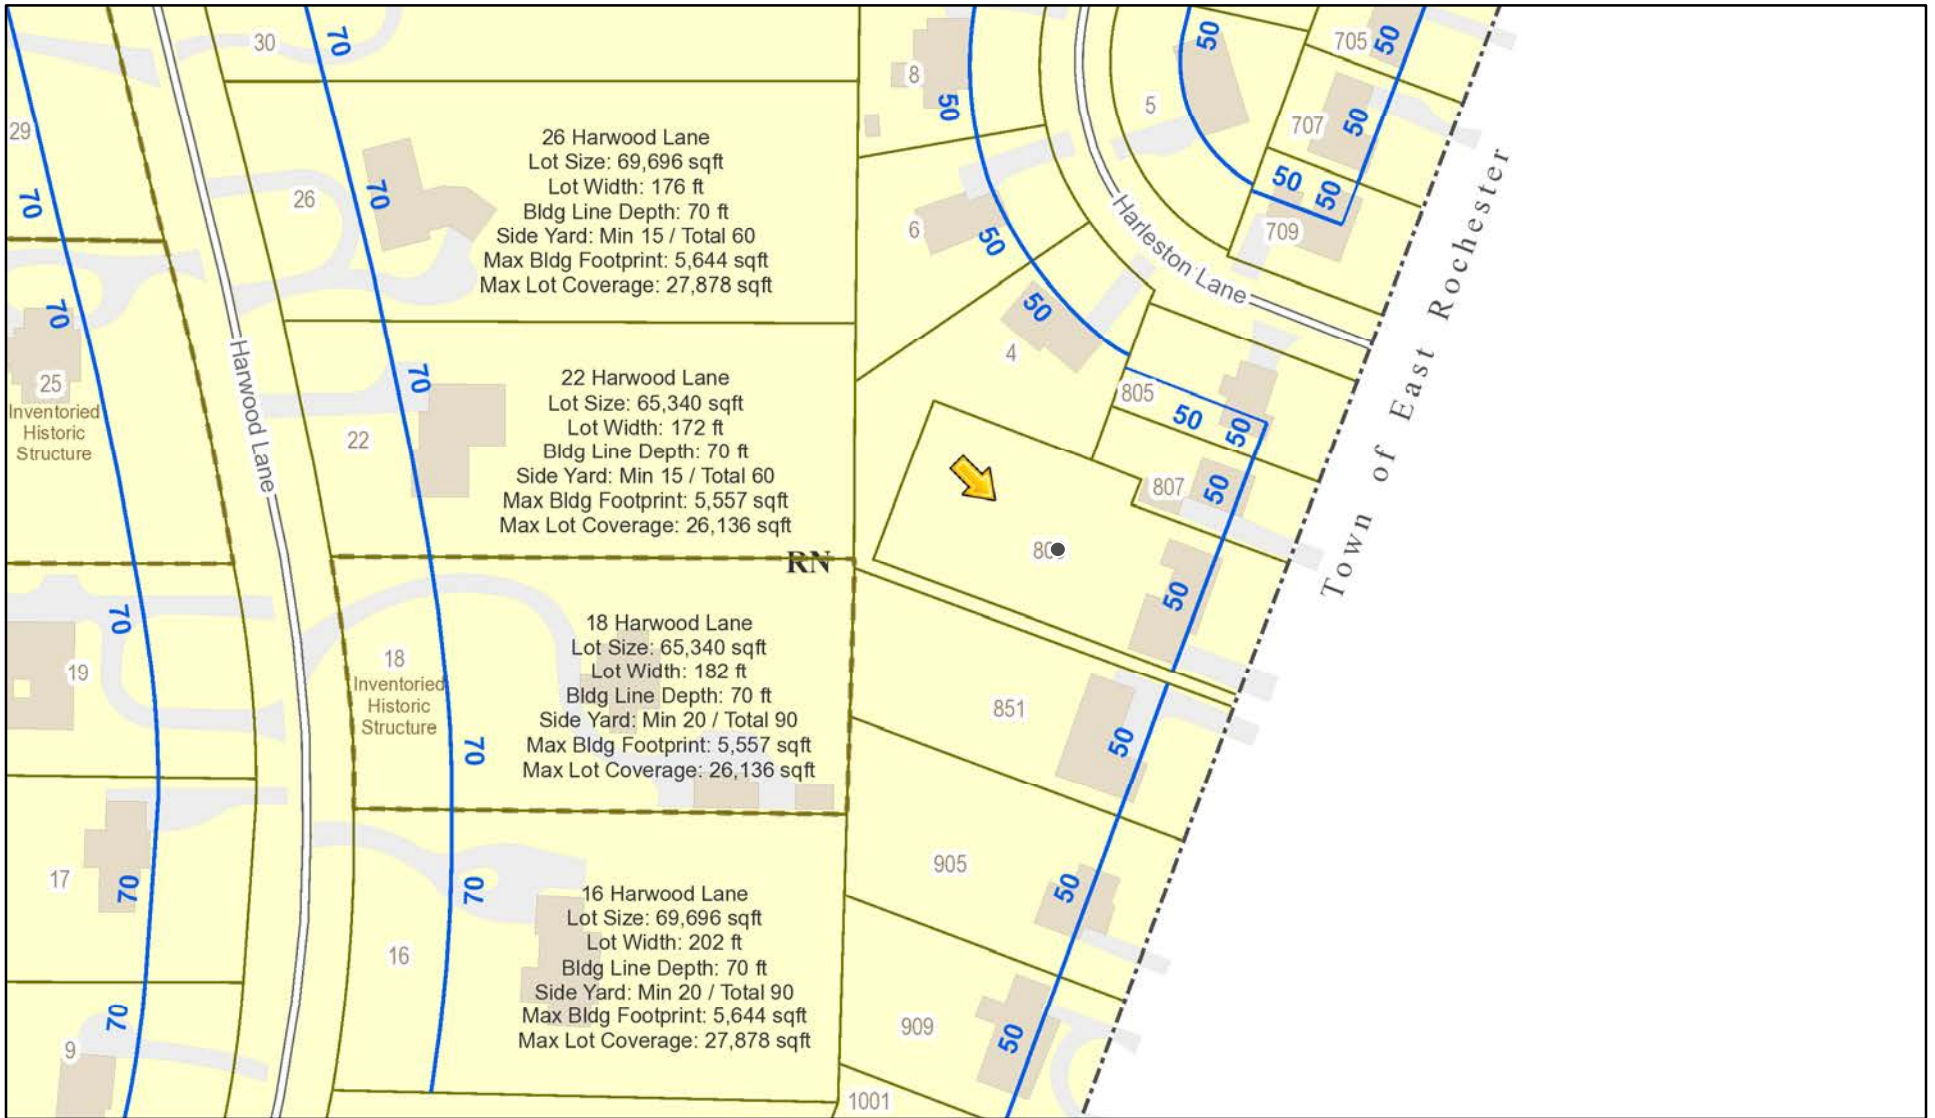 30
70
8
50
5
50
705
50
29
70
26
70
26 Harwood Lane
Lot Size: 69,696 sqft
Lot Width: 176 ft
Bldg Line Depth: 70 ft
Side Yard: Min 15 / Total 60
Max Bldg Footprint: 5,644 sqft
Max Lot Coverage: 27,878 sqft
6
50
Harleston Lane
707
50
50
50
709
Town of East Rochester
70
25
Inventoried
Historic
Structure
Harwood Lane
22
70
22 Harwood Lane
Lot Size: 65,340 sqft
Lot Width: 172 ft
Bldg Line Depth: 70 ft
Side Yard: Min 15 / Total 60
Max Bldg Footprint: 5,557 sqft
Max Lot Coverage: 26,136 sqft
50
4
805
50
50
807
50
RN
50
70
19
18
Inventoried
Historic
Structure
70
18 Harwood Lane
Lot Size: 65,340 sqft
Lot Width: 182 ft
Bldg Line Depth: 70 ft
Side Yard: Min 20 / Total 90
Max Bldg Footprint: 5,557 sqft
Max Lot Coverage: 26,136 sqft
851
50
17
70
16
70
16 Harwood Lane
Lot Size: 69,696 sqft
Lot Width: 202 ft
Bldg Line Depth: 70 ft
Side Yard: Min 20 / Total 90
Max Bldg Footprint: 5,644 sqft
Max Lot Coverage: 27,878 sqft
905
50
9
70
909
50
1001